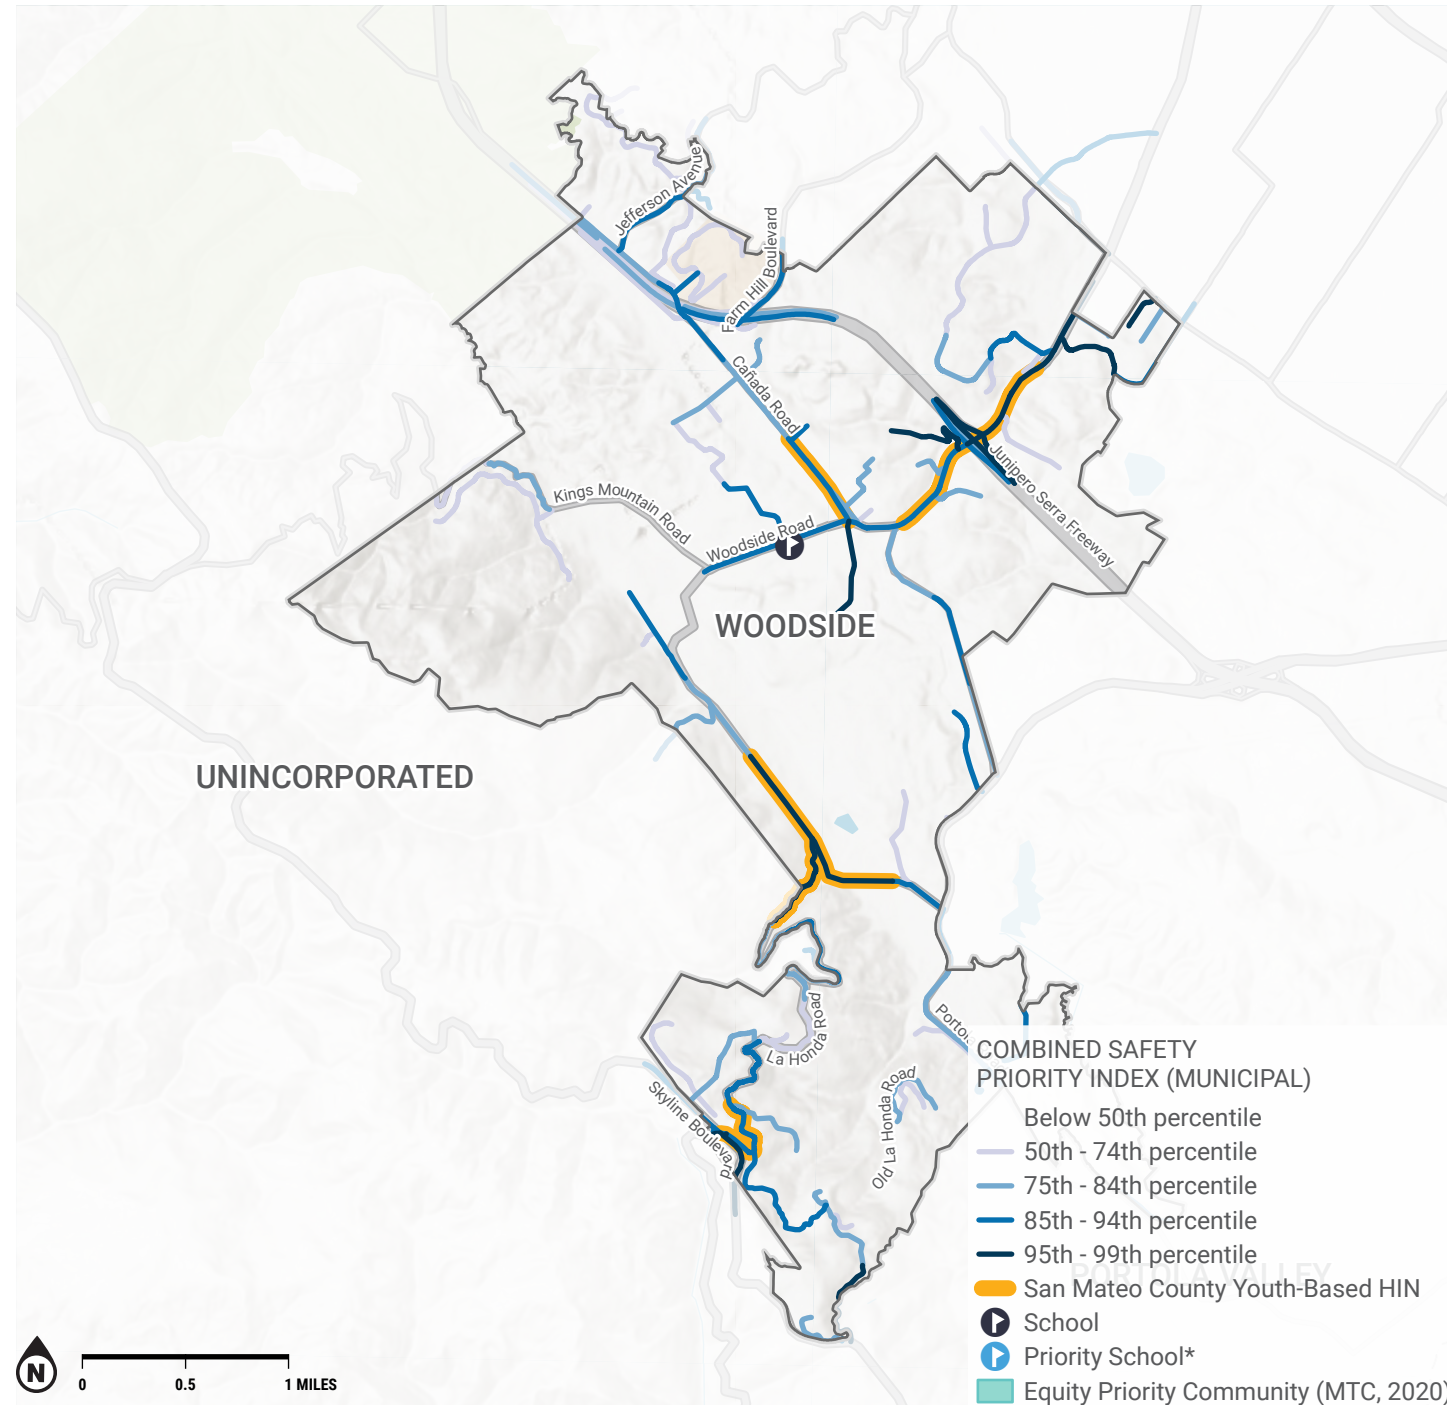 Jefferson Avenue
Farm Hill Boulevard
Cañada Road
Junipero Serra Freeway
Kings Mountain Road
Woodside Road
WOODSIDE
UNINCORPORATED
La Honda Road
Skyline Boulevard
Old La Honda Road
PORTOLA VALLEY
COMBINED SAFETY
PRIORITY INDEX (MUNICIPAL)
Below 50th percentile
50th - 74th percentile
75th - 84th percentile
85th - 94th percentile
95th - 99th percentile
San Mateo County Youth-Based HIN
School
Priority School*
Equity Priority Community (MTC, 2020)
N
0 0.5 1 MILES